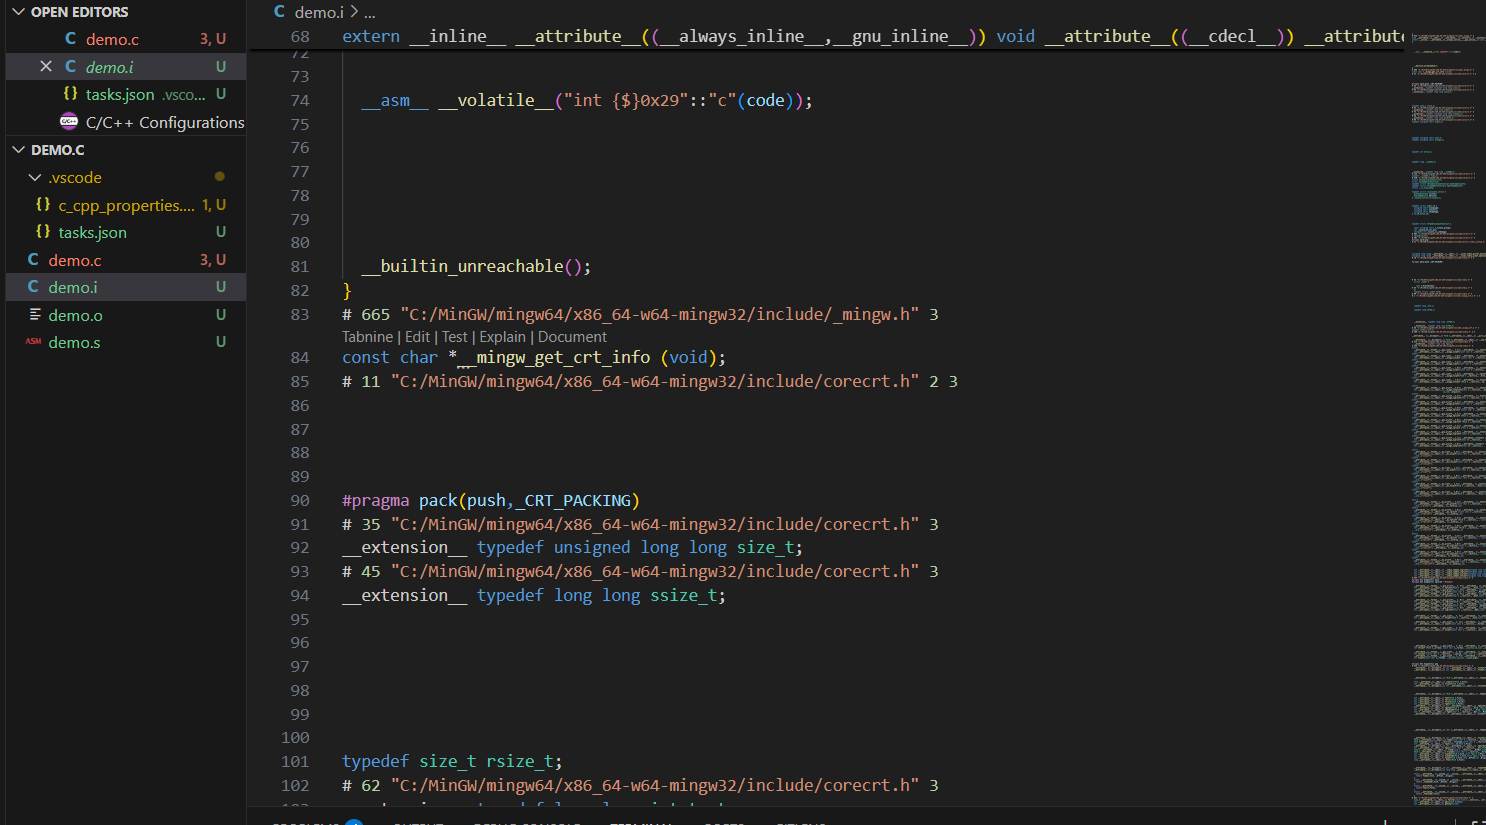 OPEN EDITORS
demo.c 3, U
demo.i U
tasks.json .vsco... U
C/C++ Configurations
DEMO.C
.vscode
c_cpp_properties.... 1, U
tasks.json U
demo.c 3, U
demo.i U
demo.o U
ASM demo.s U
C demo.i > ...
68 extern __inline__ __attribute__((__always_inline__,__gnu_inline__)) void __attribute__((__cdecl__)) __attribute
72
73
74 __asm__ __volatile__("int {$}0x29"::"c"(code));
75
76
77
78
79
80
81 __builtin_unreachable();
82 }
83 # 665 "C:/MinGW/mingw64/x86_64-w64-mingw32/include/_mingw.h" 3
Tabnine | Edit | Test | Explain | Document
84 const char *__mingw_get_crt_info (void);
85 # 11 "C:/MinGW/mingw64/x86_64-w64-mingw32/include/corecrt.h" 2 3
86
87
88
89
90 #pragma pack(push,_CRT_PACKING)
91 # 35 "C:/MinGW/mingw64/x86_64-w64-mingw32/include/corecrt.h" 3
92 __extension__ typedef unsigned long long size_t;
93 # 45 "C:/MinGW/mingw64/x86_64-w64-mingw32/include/corecrt.h" 3
94 __extension__ typedef long long ssize_t;
95
96
97
98
99
100
101 typedef size_t rsize_t;
102 # 62 "C:/MinGW/mingw64/x86_64-w64-mingw32/include/corecrt.h" 3